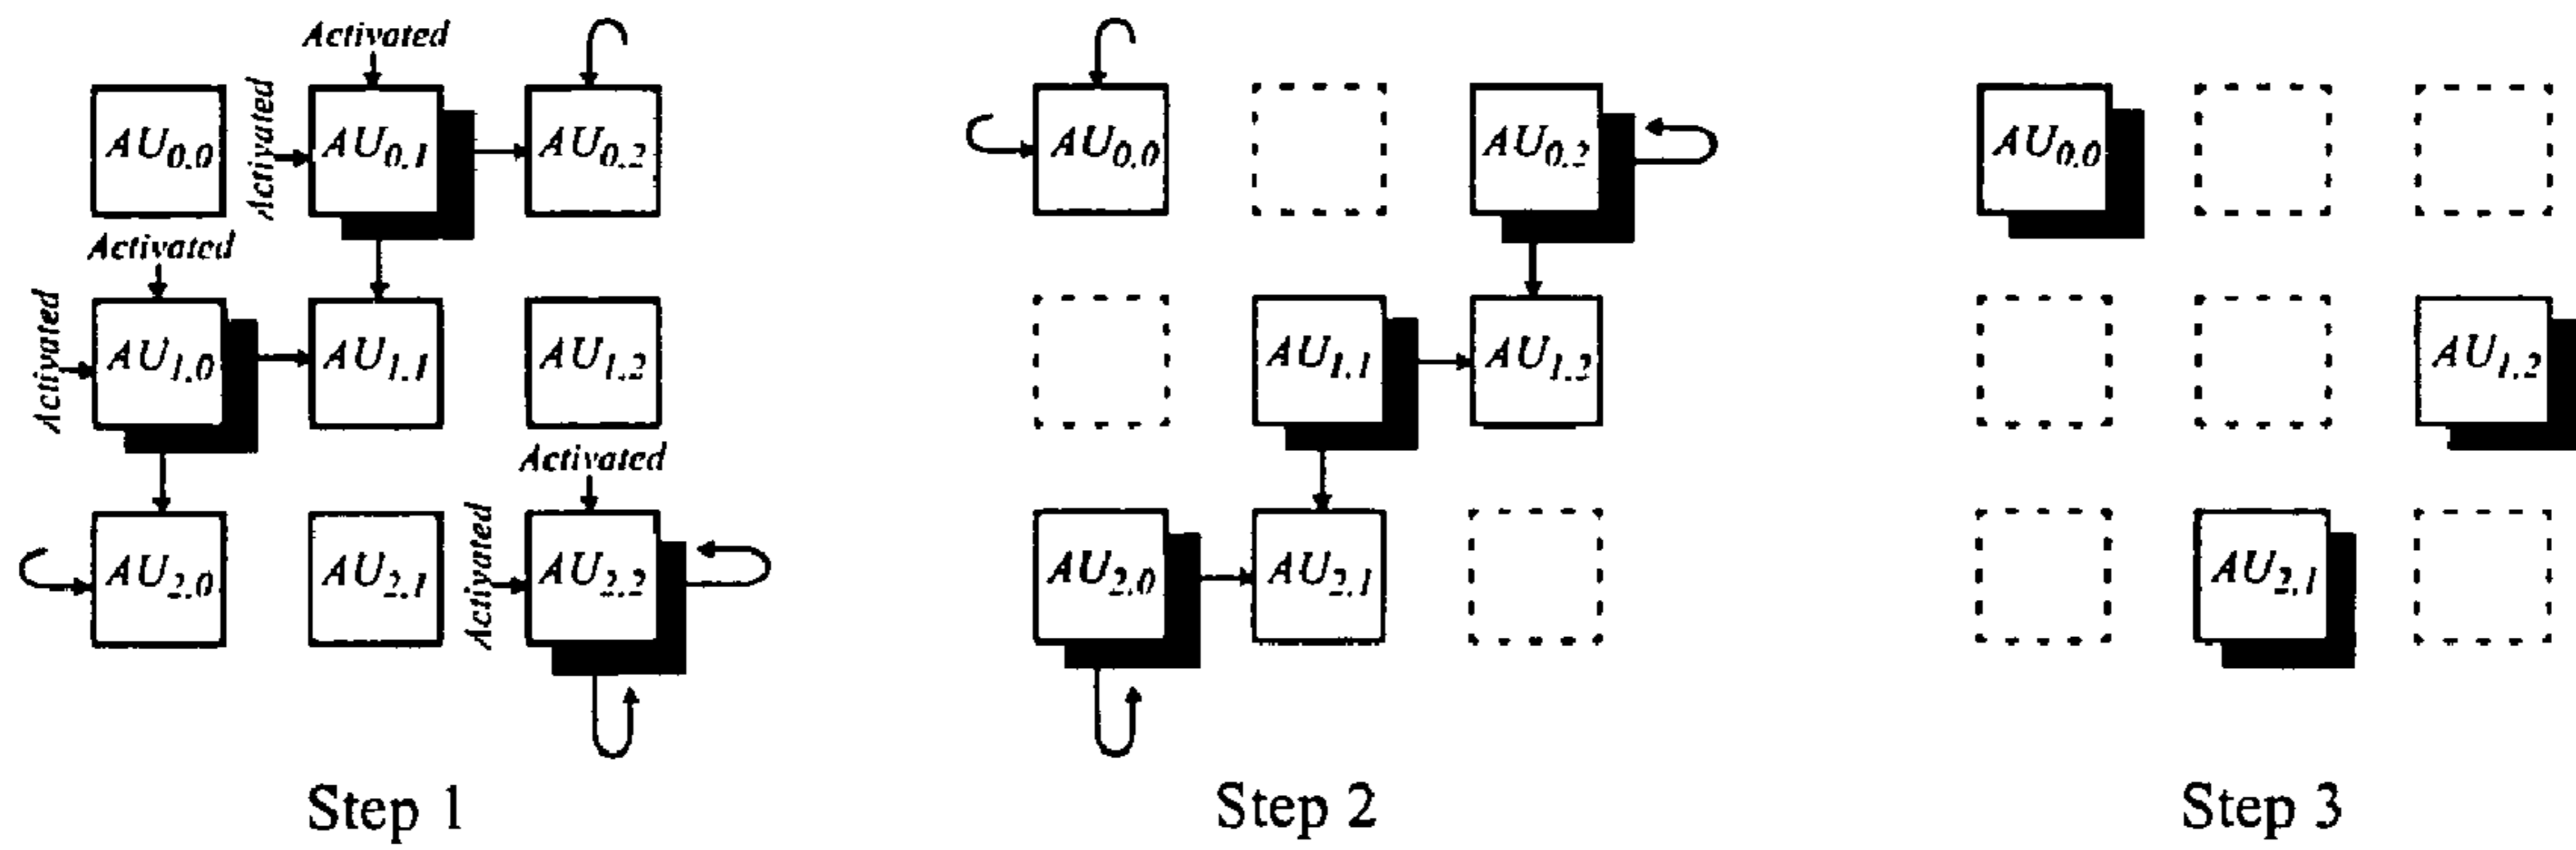 Activated
Activated
AU0,0 AU0,1 AU0,2
Activated
Activated
AU1,0 AU1,1 AU1,2
Activated
Activated
AU2,0 AU2,1 AU2,2
Step 1
AU0,0 AU0,2
AU1,1 AU1,2
AU2,0 AU2,1
Step 2
AU0,0
AU1,2
AU2,1
Step 3